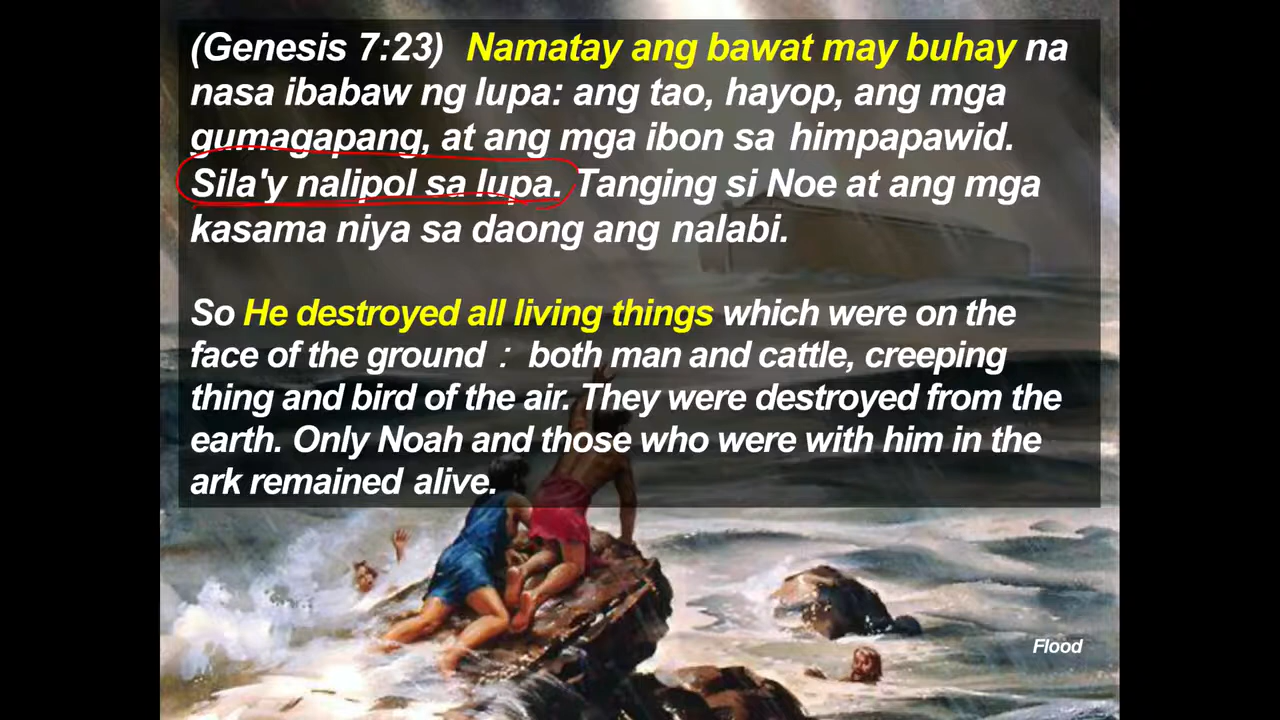 (Genesis 7:23) Namatay ang bawat may buhay na
nasa ibabaw ng lupa: ang tao, hayop, ang mga
gumagapang, at ang mga ibon sa himpapawid.
Sila'y nalipol sa lupa. Tanging si Noe at ang mga
kasama niya sa daong ang nalabi.
So He destroyed all living things which were on the
face of the ground : both man and cattle, creeping
thing and bird of the air. They were destroyed from the
earth. Only Noah and those who were with him in the
ark remained alive.
Flood